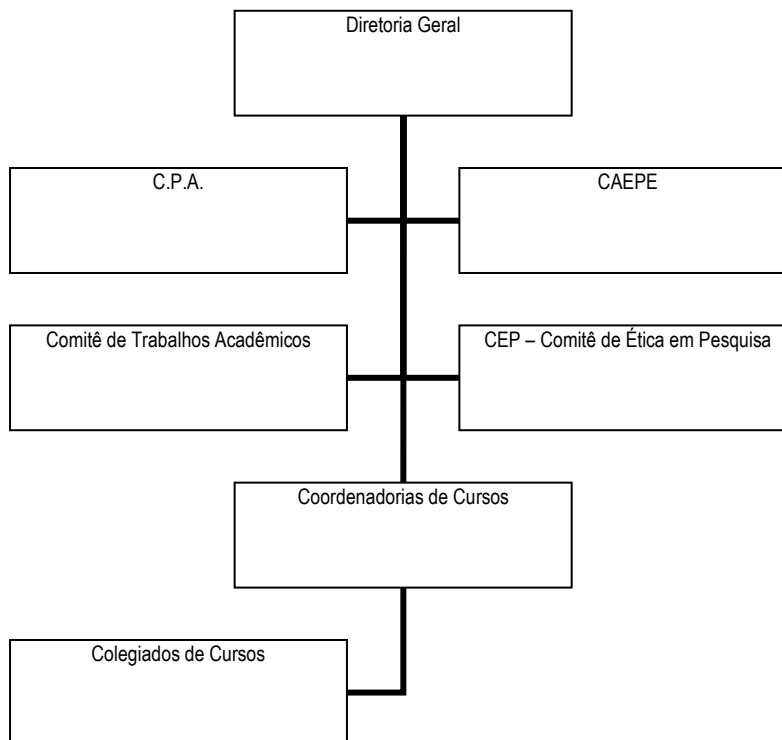 Diretoria Geral
C.P.A.
CAEPE
Comitê de Trabalhos Acadêmicos
CEP – Comitê de Ética em Pesquisa
Coordenadorias de Cursos
Colegiados de Cursos